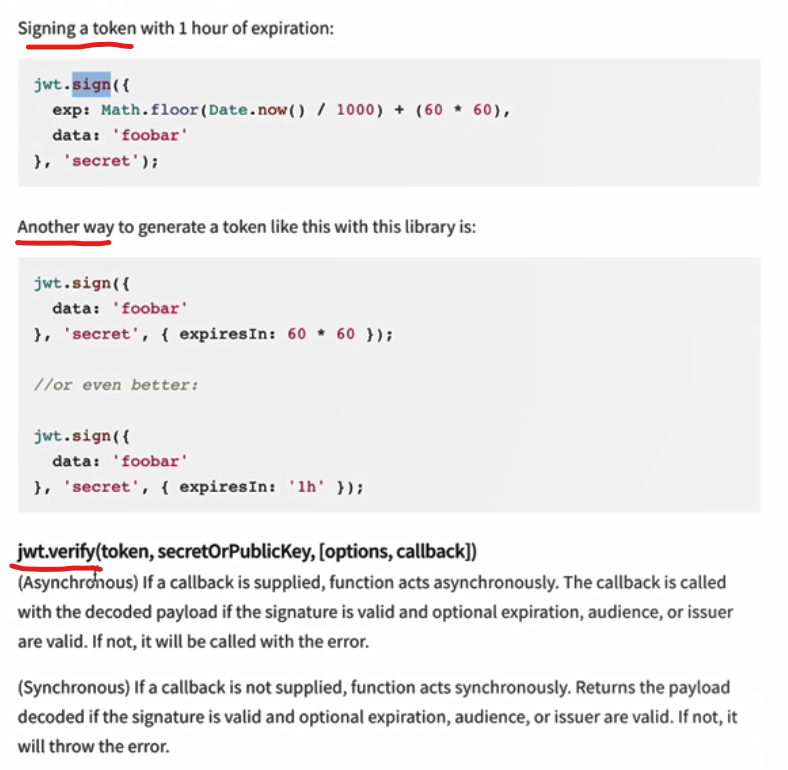 Signing a token with 1 hour of expiration:
jwt.sign({
  exp: Math.floor(Date.now() / 1000) + (60 * 60),
  data: 'foobar'
}, 'secret');
Another way to generate a token like this with this library is:
jwt.sign({
  data: 'foobar'
}, 'secret', { expiresIn: 60 * 60 });
//or even better:
jwt.sign({
  data: 'foobar'
}, 'secret', { expiresIn: '1h' });
jwt.verify(token, secretOrPublicKey, [options, callback])
(Asynchronous) If a callback is supplied, function acts asynchronously. The callback is called
with the decoded payload if the signature is valid and optional expiration, audience, or issuer
are valid. If not, it will be called with the error.
(Synchronous) If a callback is not supplied, function acts synchronously. Returns the payload
decoded if the signature is valid and optional expiration, audience, or issuer are valid. If not, it
will throw the error.